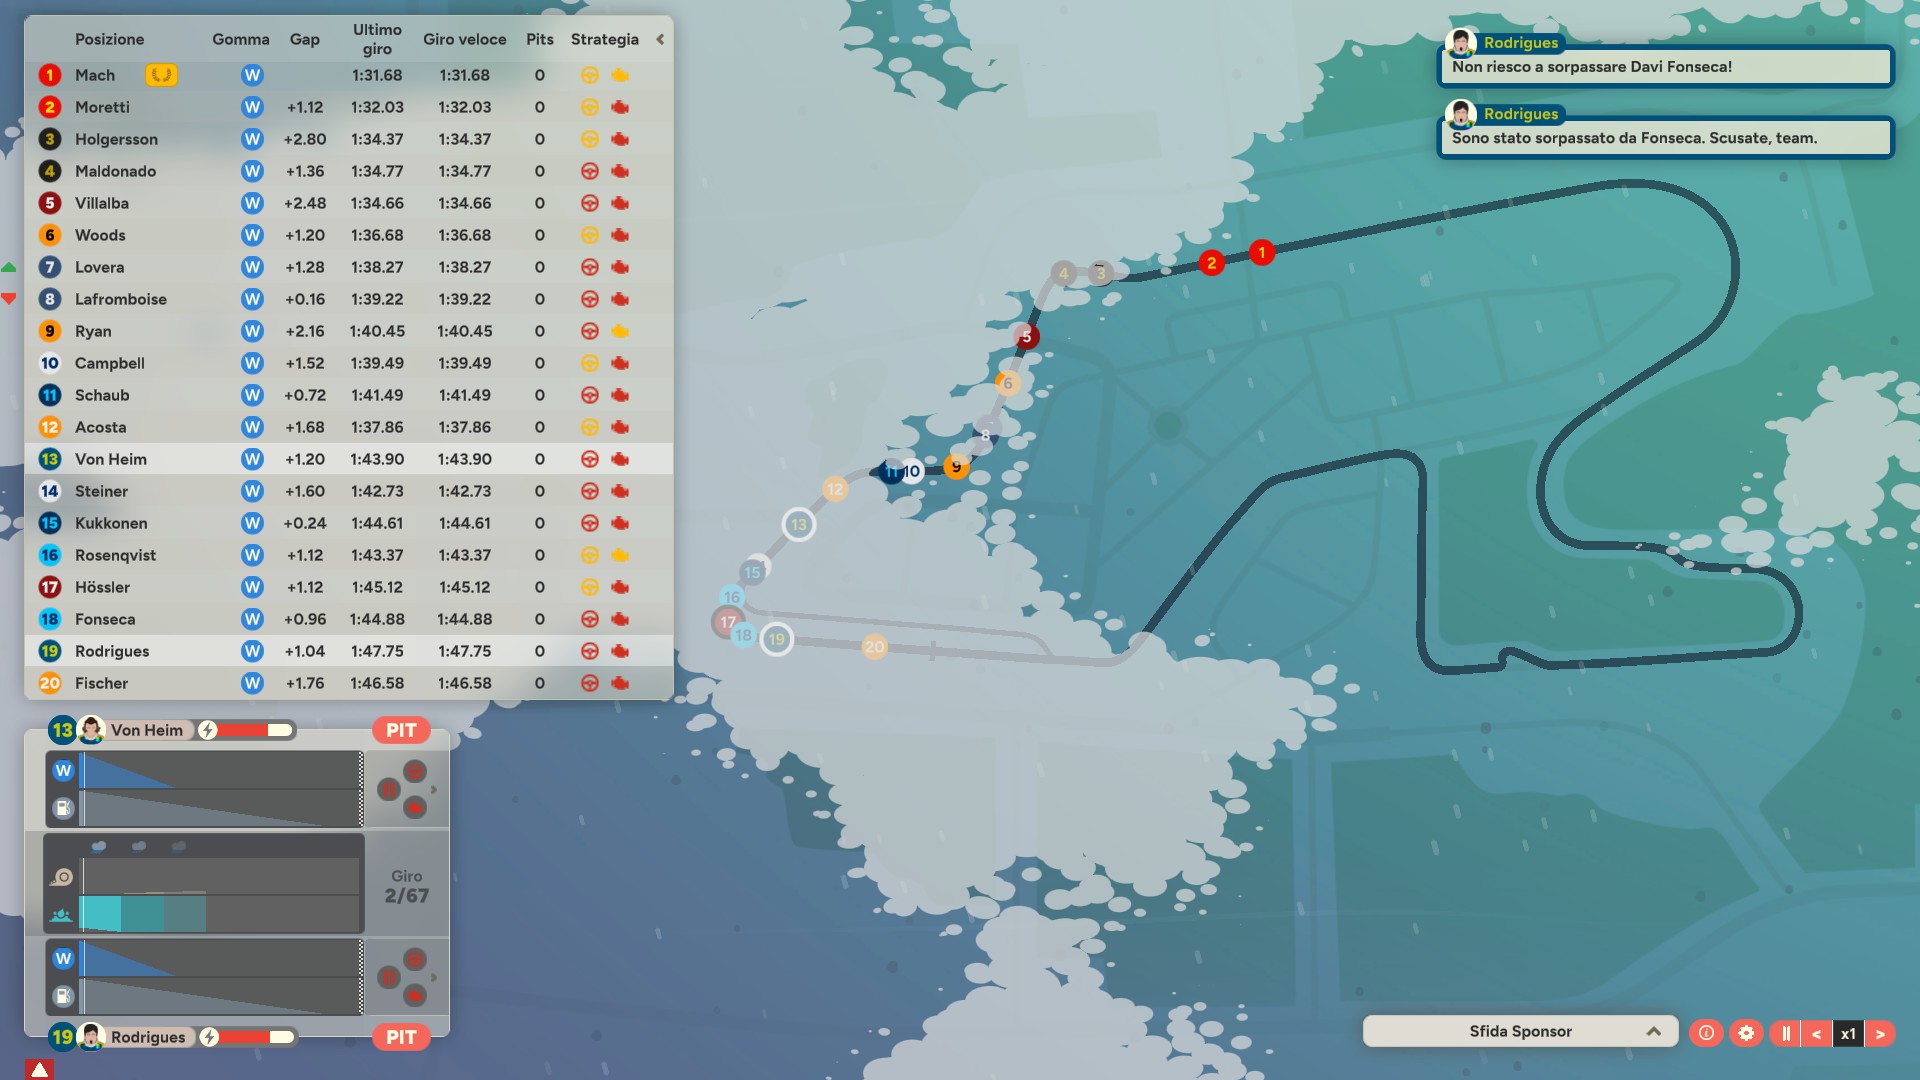 Posizione Gomma Gap Ultimo giro Giro veloce Pits Strategia
1 Mach W 1:31.68 1:31.68 0
2 Moretti W +1.12 1:32.03 1:32.03 0
3 Holgersson W +2.80 1:34.37 1:34.37 0
4 Maldonado W +1.36 1:34.77 1:34.77 0
5 Villalba W +2.48 1:34.66 1:34.66 0
6 Woods W +1.20 1:36.68 1:36.68 0
7 Lovera W +1.28 1:38.27 1:38.27 0
8 Lafromboise W +0.16 1:39.22 1:39.22 0
9 Ryan W +2.16 1:40.45 1:40.45 0
10 Campbell W +1.52 1:39.49 1:39.49 0
11 Schaub W +0.72 1:41.49 1:41.49 0
12 Acosta W +1.68 1:37.86 1:37.86 0
13 Von Heim W +1.20 1:43.90 1:43.90 0
14 Steiner W +1.60 1:42.73 1:42.73 0
15 Kukkonen W +0.24 1:44.61 1:44.61 0
16 Rosenqvist W +1.12 1:43.37 1:43.37 0
17 Hössler W +1.12 1:45.12 1:45.12 0
18 Fonseca W +0.96 1:44.88 1:44.88 0
19 Rodrigues W +1.04 1:47.75 1:47.75 0
20 Fischer W +1.76 1:46.58 1:46.58 0
Rodrigues
Non riesco a sorpassare Davi Fonseca!
Rodrigues
Sono stato sorpassato da Fonseca. Scusate, team.
1
2
3
4
5
6
8
9
10
11
12
13
15
16
17
18
19
20
13 Von Heim PIT
W
Giro
2/67
W
19 Rodrigues PIT
Sfida Sponsor
< x1 >